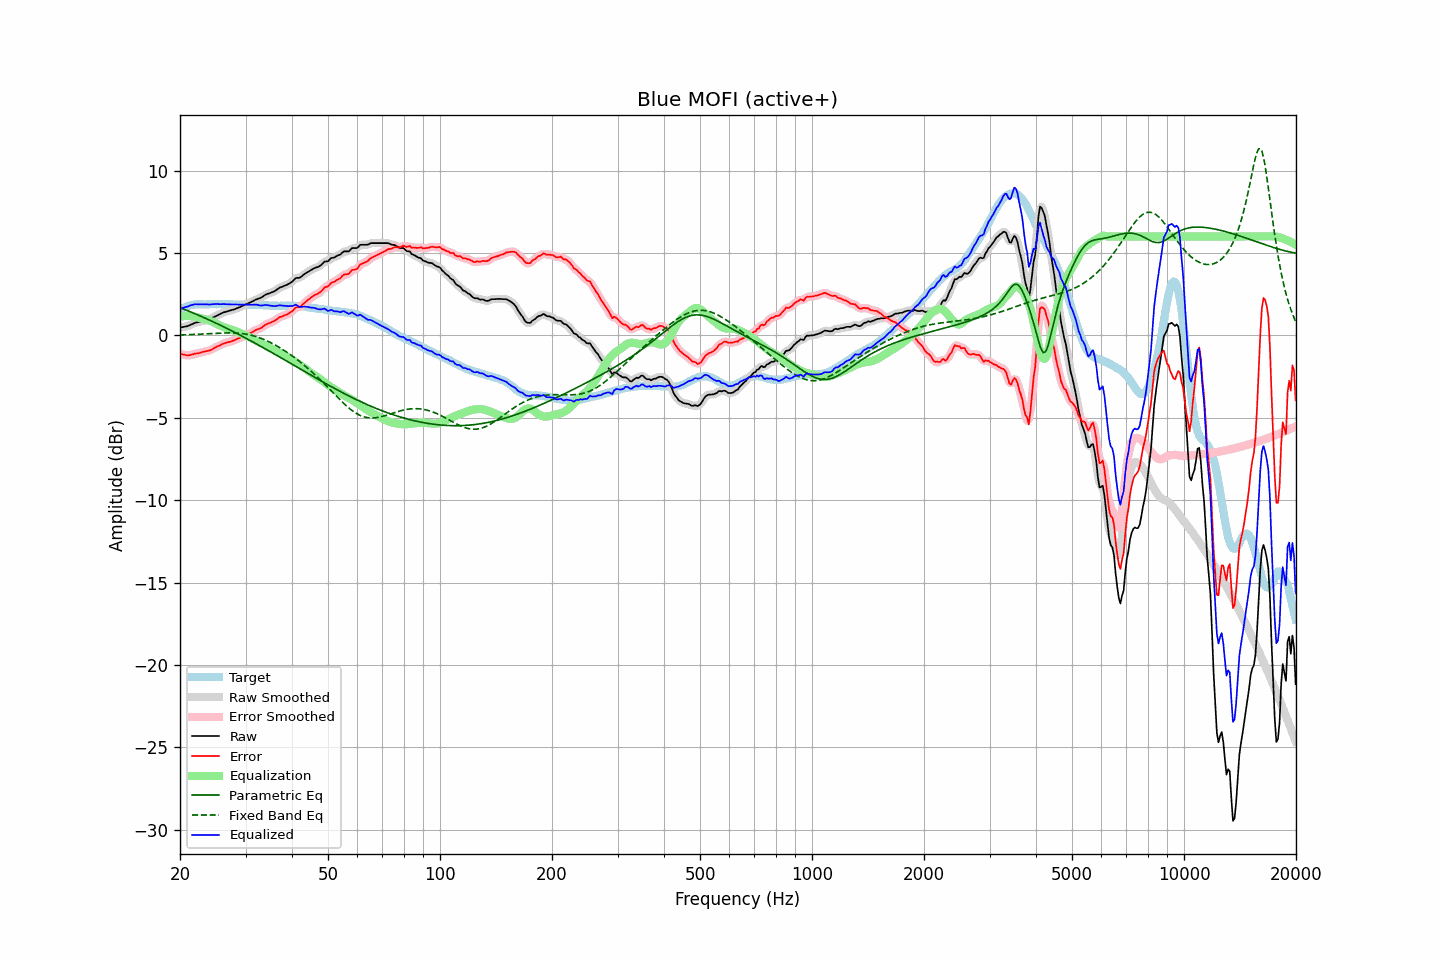 Blue MOFI (active+)
10
5
0
−5
−10
−15
−20
−25
−30
Amplitude (dBr)
Target
Raw Smoothed
Error Smoothed
Raw
Error
Equalization
Parametric Eq
Fixed Band Eq
Equalized
20
50
100
200
500
1000
2000
5000
10000
20000
Frequency (Hz)